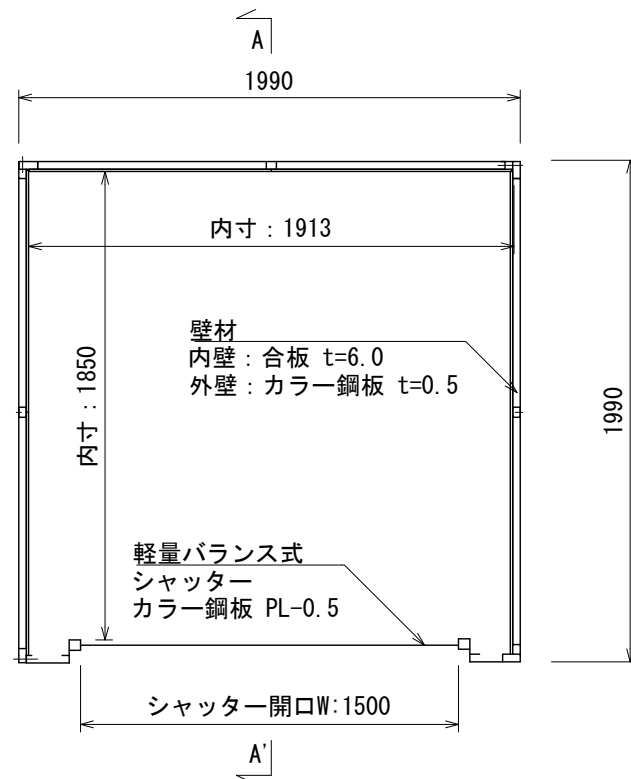 A
1990
内寸：1913
壁材
内壁：合板 t=6.0
外壁：カラー鋼板 t=0.5
内寸：1850
1990
軽量バランス式
シャッター
カラー鋼板 PL-0.5
シャッター開口W:1500
A'